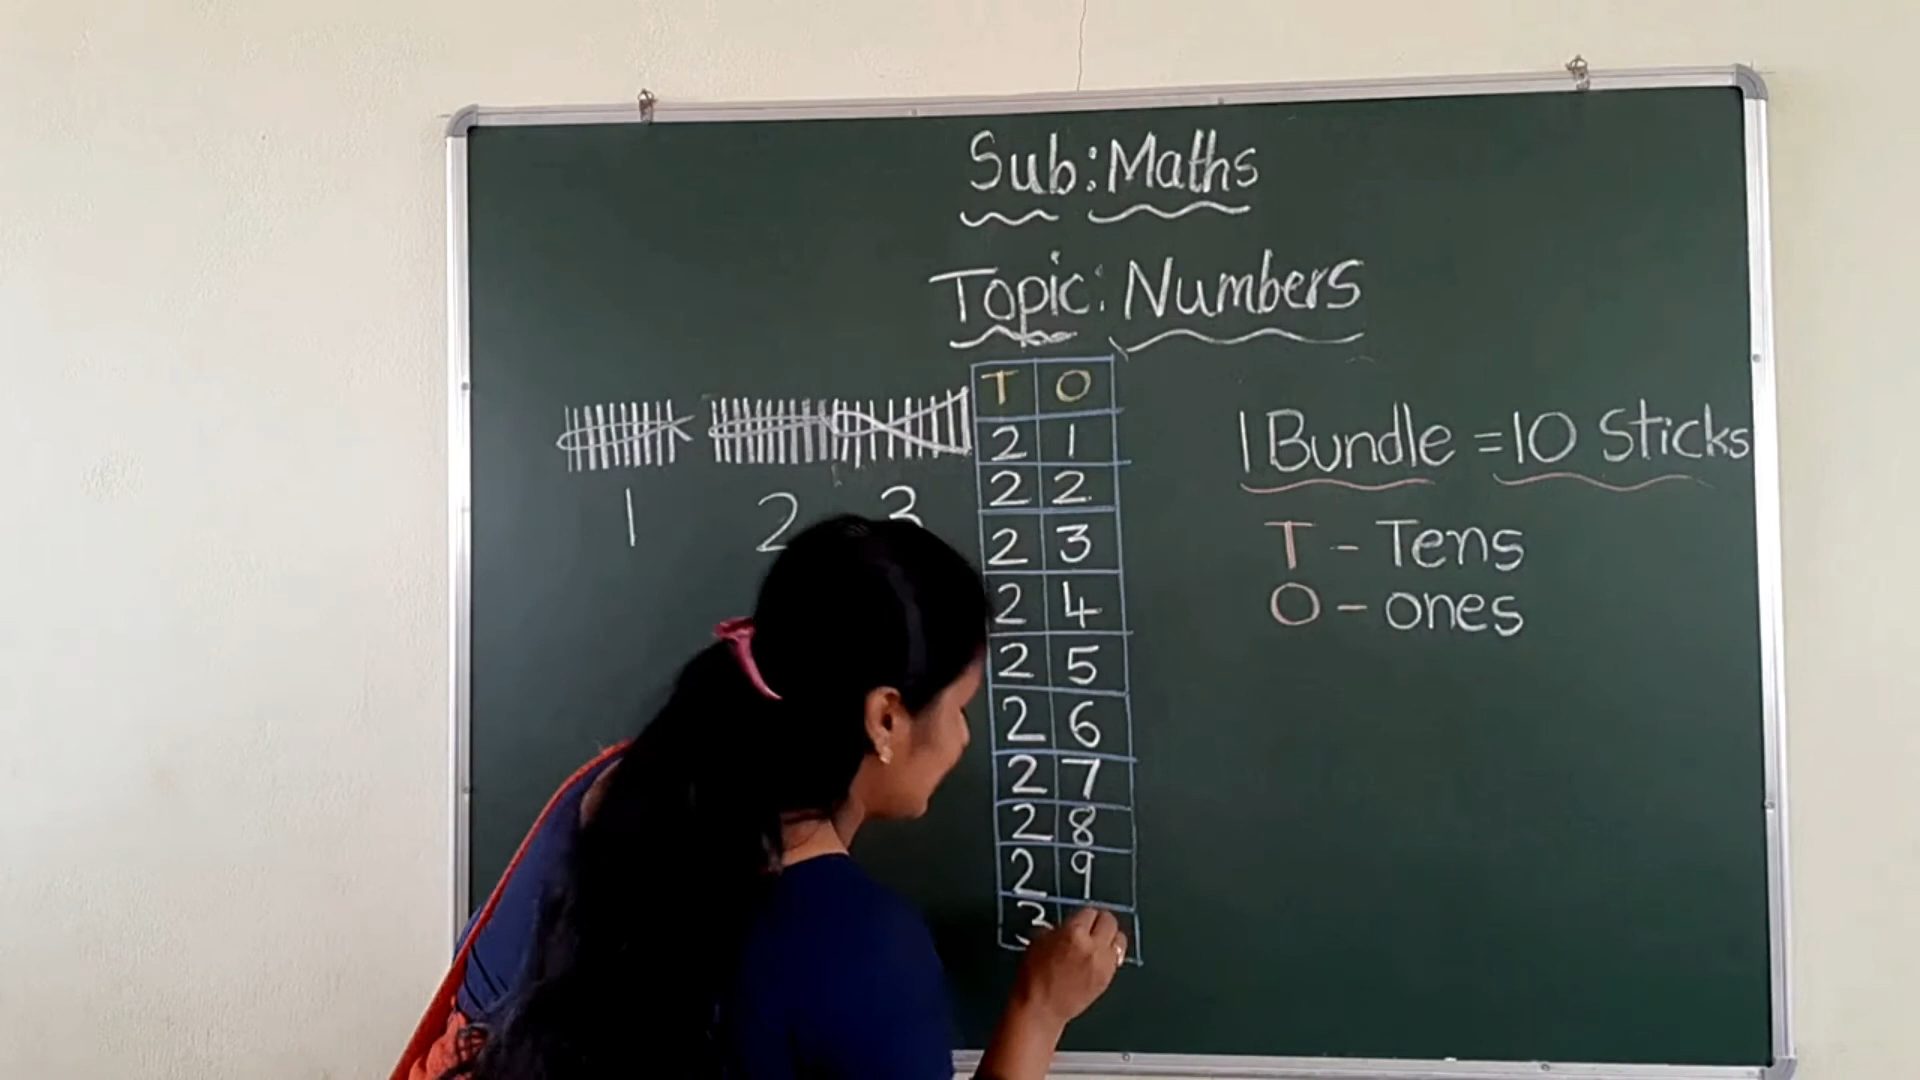 Sub: Maths
Topic: Numbers
1 2 3
T O
2 1
2 2
2 3
2 4
2 5
2 6
2 7
2 8
2 9
3
1 Bundle = 10 Sticks
T - Tens
O - ones